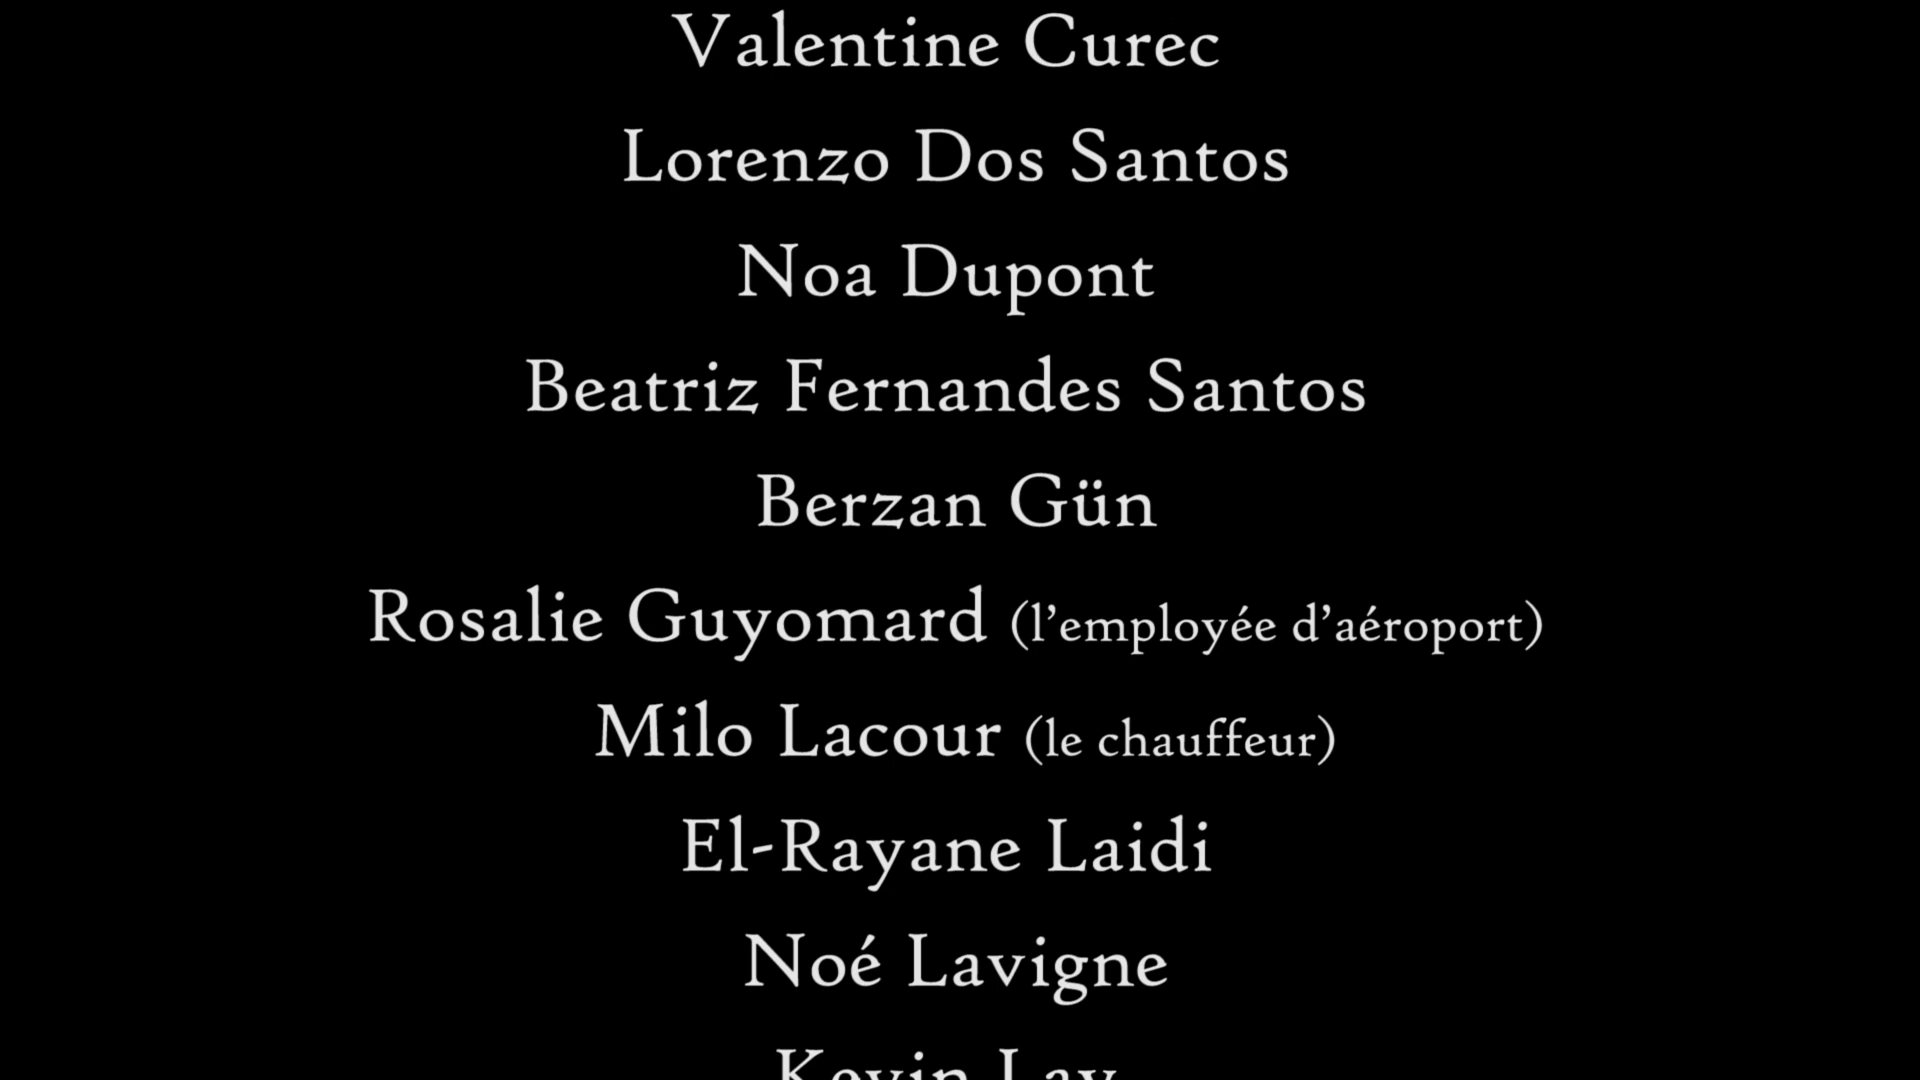 Valentine Curec
Lorenzo Dos Santos
Noa Dupont
Beatriz Fernandes Santos
Berzan Gün
Rosalie Guyomard (l’employée d’aéroport)
Milo Lacour (le chauffeur)
El-Rayane Laidi
Noé Lavigne
Kevin